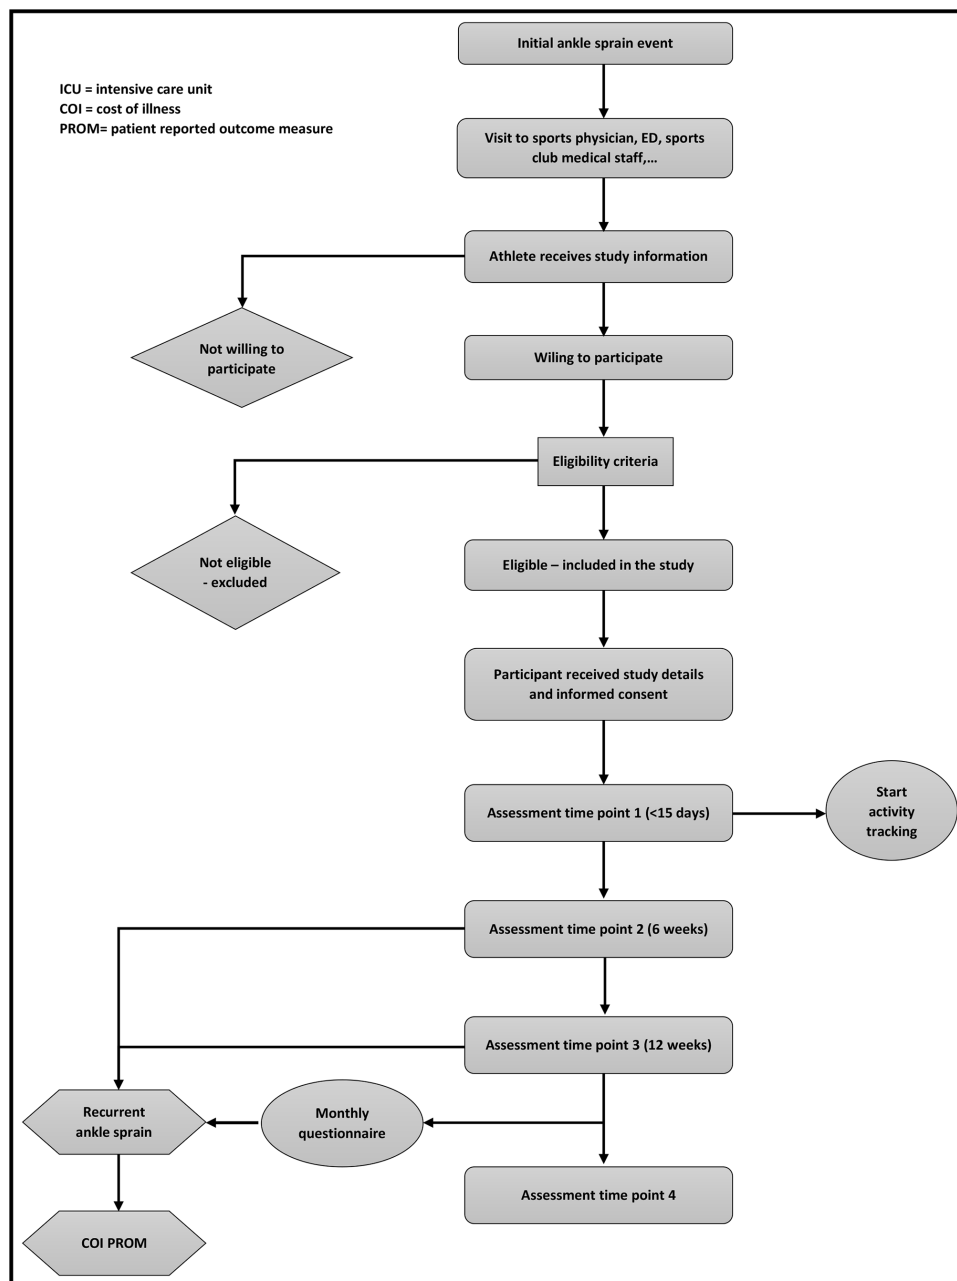 Initial ankle sprain event
ICU = intensive care unit
COI = cost of illness
PROM= patient reported outcome measure
Visit to sports physician, ED, sports
club medical staff,...
Athlete receives study information
Not willing to
participate
Wiling to participate
Eligibility criteria
Not eligible
- excluded
Eligible – included in the study
Participant received study details
and informed consent
Assessment time point 1 (<15 days)
Start
activity
tracking
Assessment time point 2 (6 weeks)
Assessment time point 3 (12 weeks)
Recurrent
ankle sprain
Monthly
questionnaire
Assessment time point 4
COI PROM